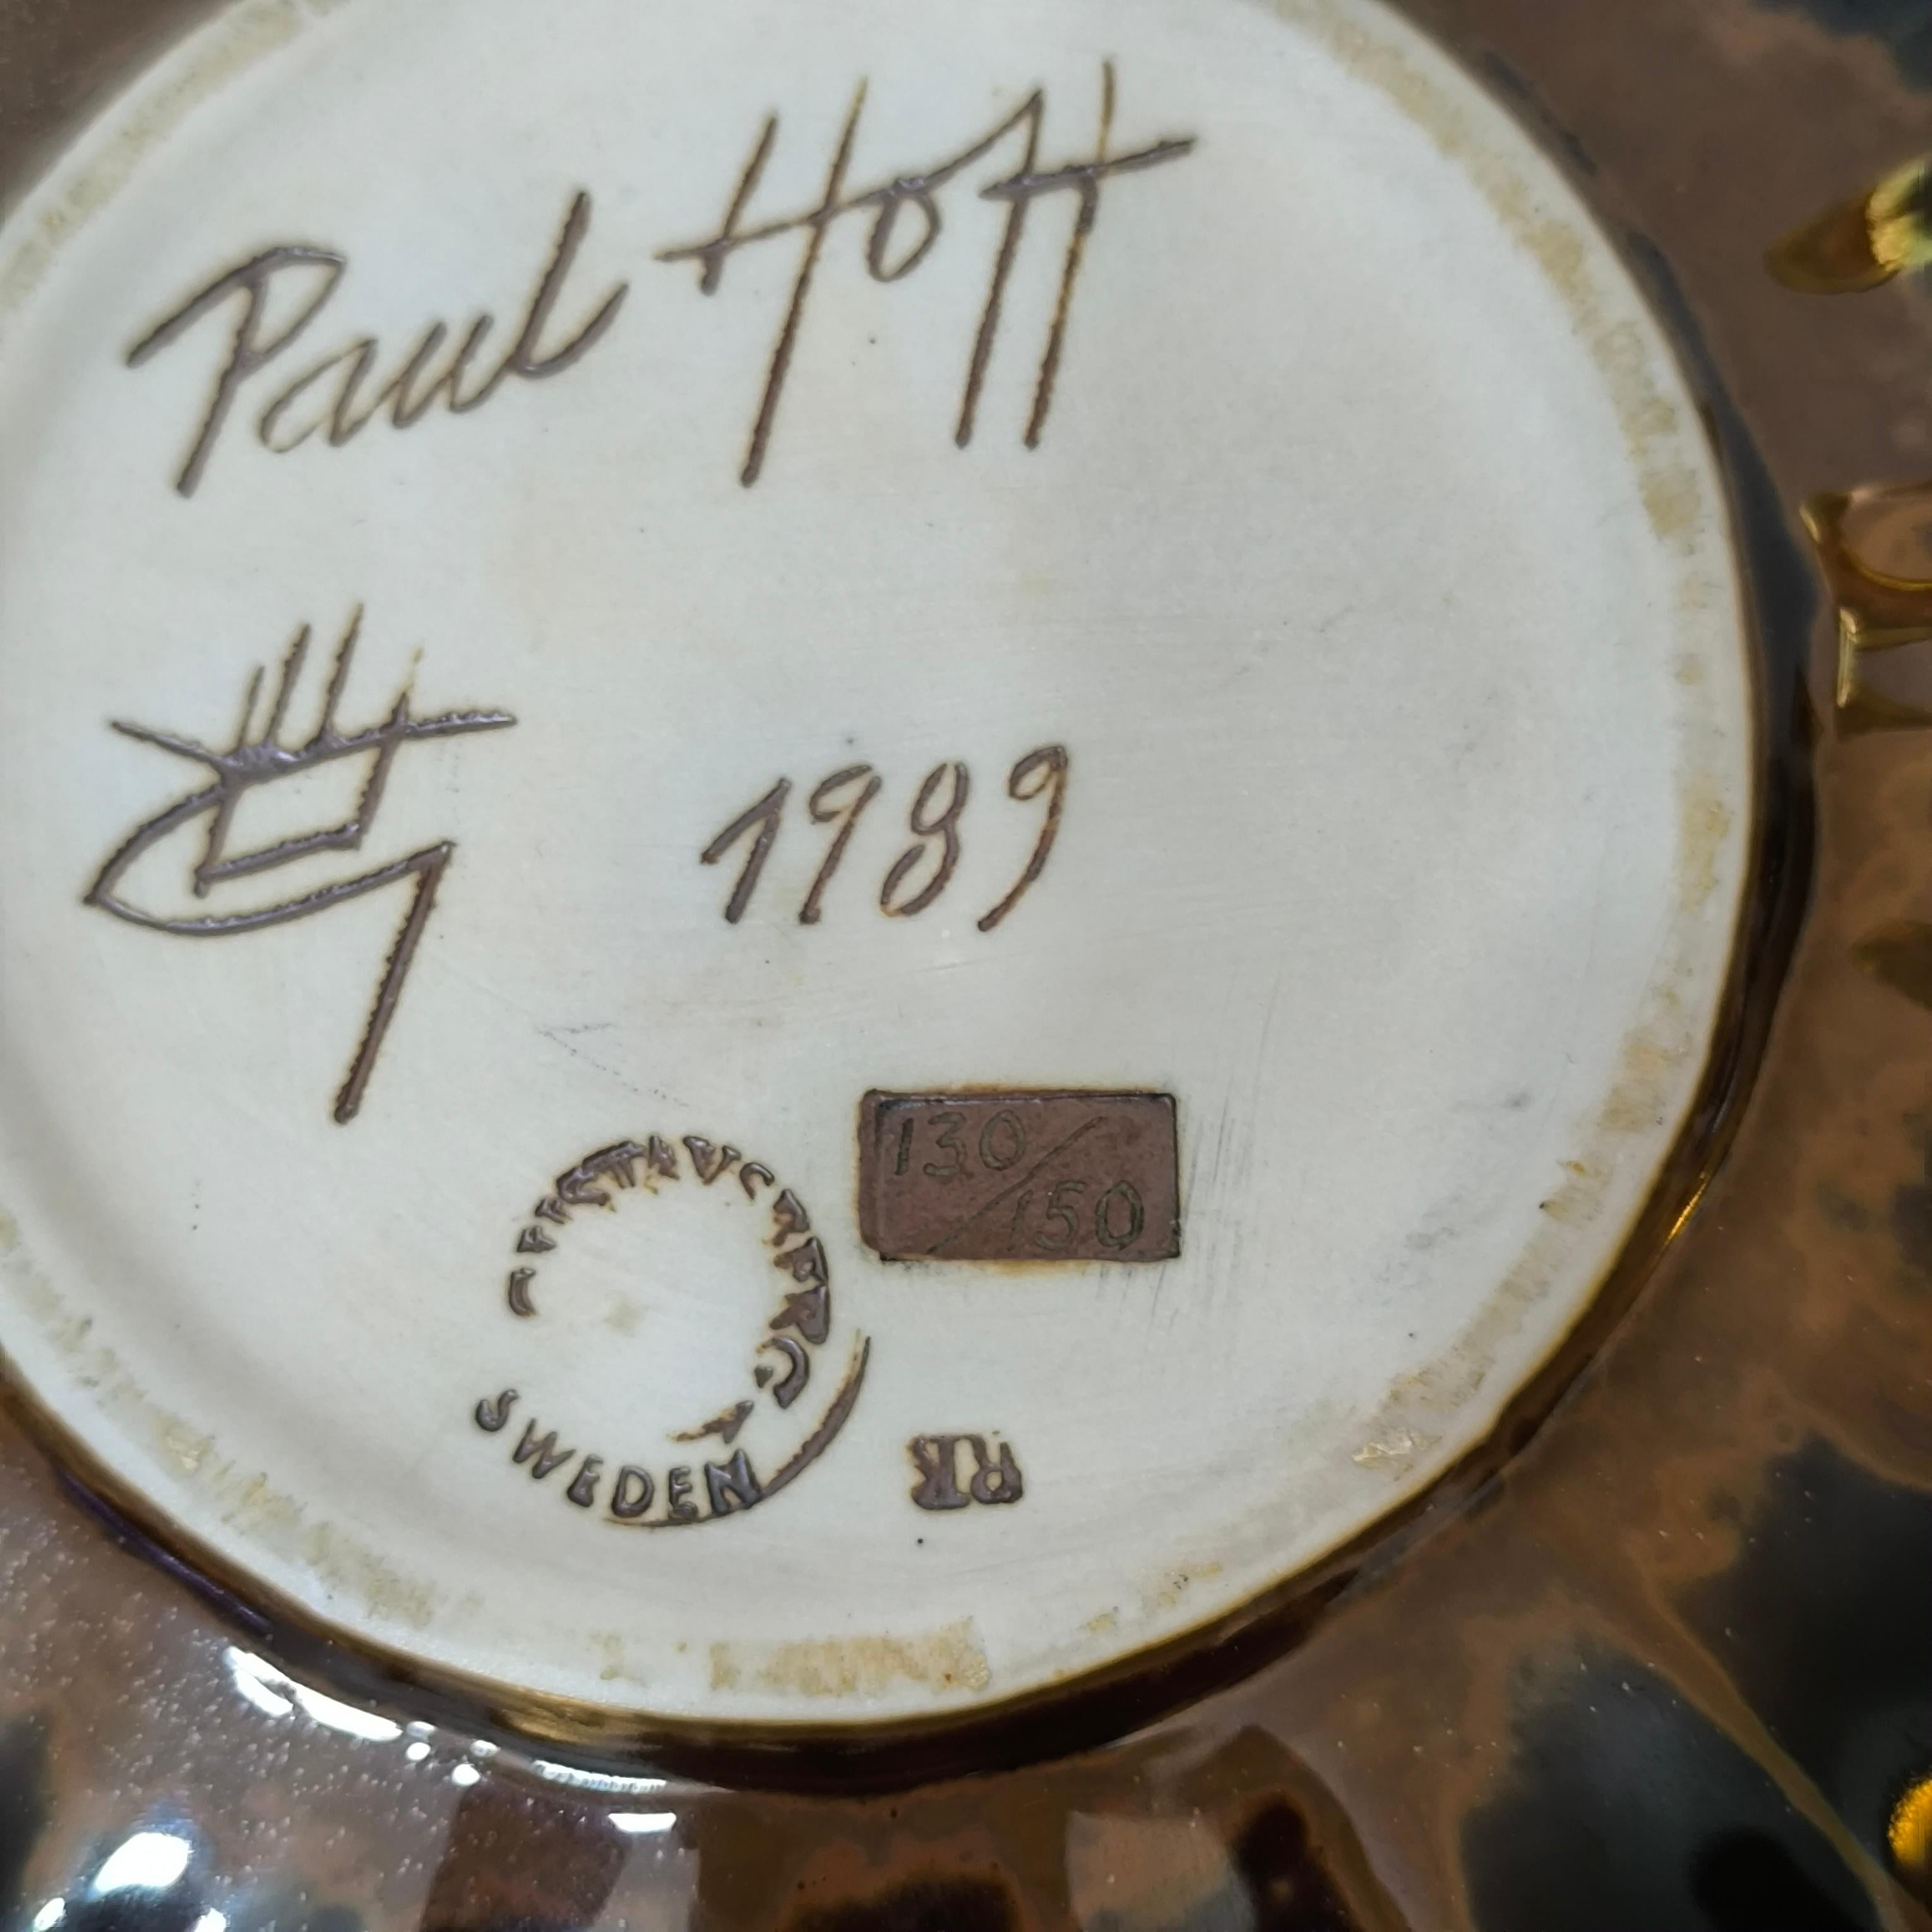 Paul Hoff
1989
130/150
GUSTAVSBERG
SWEDEN